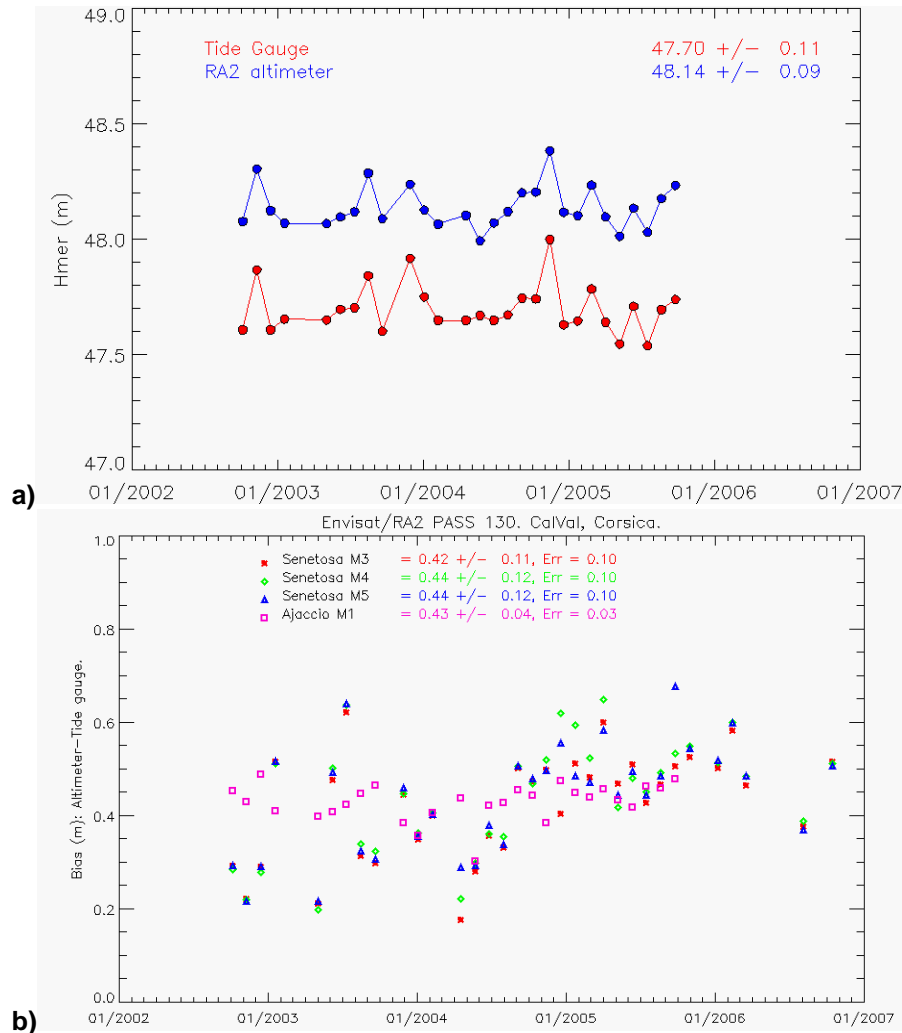 49.0
Tide Gauge 47.70 +/- 0.11
RA2 altimeter 48.14 +/- 0.09
48.5
Hmer (m)
48.0
47.5
47.0
01/2002 01/2003 01/2004 01/2005 01/2006 01/2007
a)
Envisat/RA2 PASS 130. CalVal, Corsica.
1.0
Senetosa M3 = 0.42 +/- 0.11, Err = 0.10
Senetosa M4 = 0.44 +/- 0.12, Err = 0.10
Senetosa M5 = 0.44 +/- 0.12, Err = 0.10
Ajaccio M1 = 0.43 +/- 0.04, Err = 0.03
0.8
Bias (m): Altimeter-Tide gauge.
0.6
0.4
0.2
0.0
01/2002 01/2003 01/2004 01/2005 01/2006 01/2007
b)